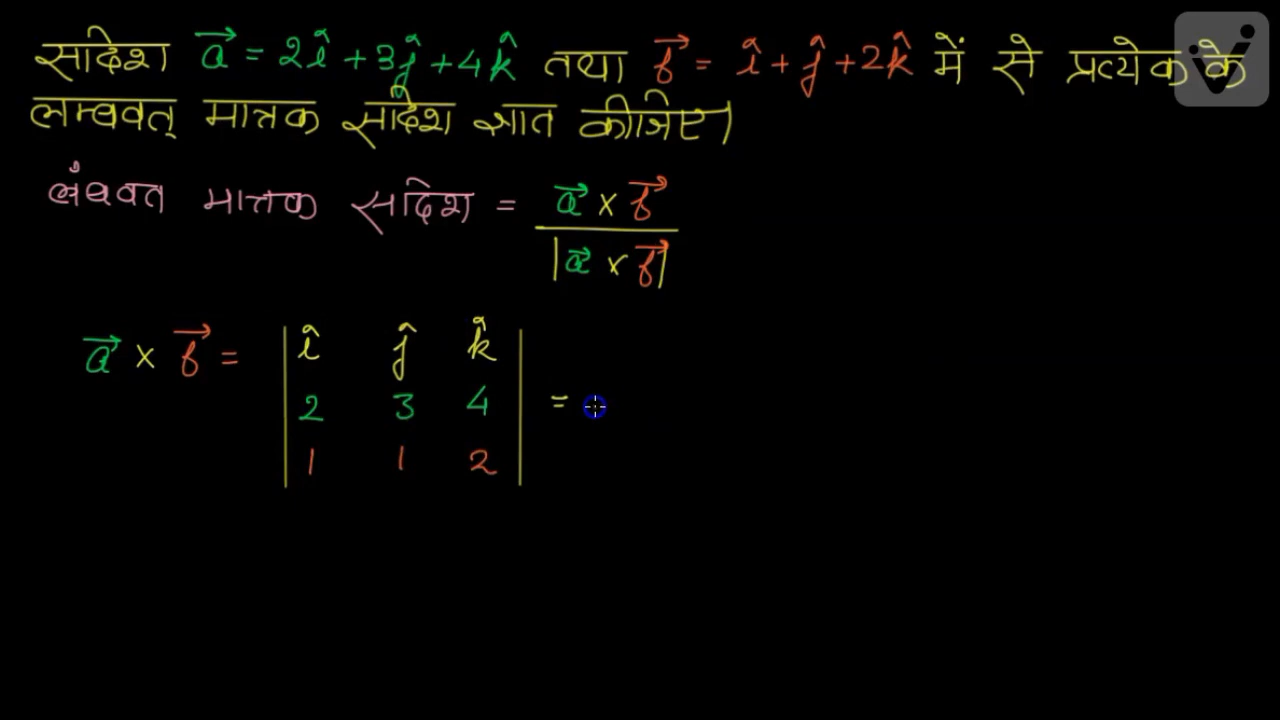 सदिश a⃗ = 2î + 3ĵ + 4k̂ तथा b⃗ = î + ĵ + 2k̂ में से प्रत्येक के
लम्बवत् मात्रक सदिश ज्ञात कीजिए।
लंबवत मात्रक सदिश = a⃗ × b⃗
|a⃗ × b⃗|
a⃗ × b⃗ = | î ĵ k̂ |
2 3 4 =
1 1 2